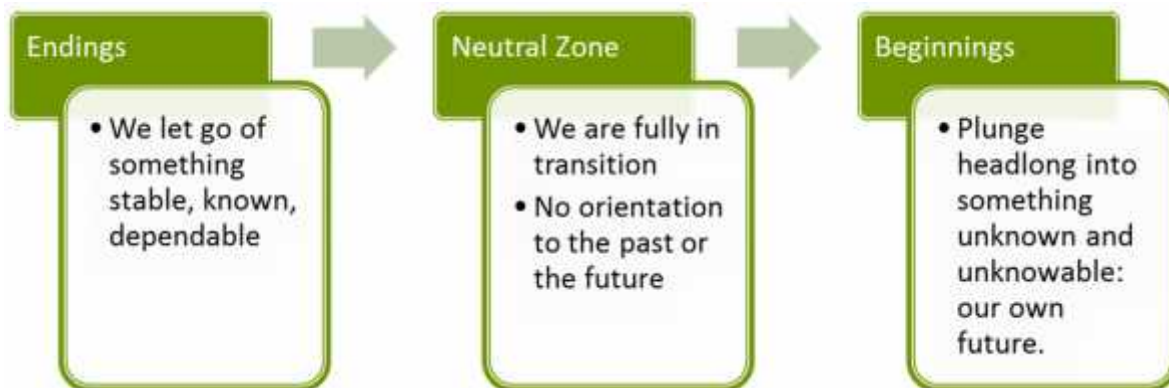 Endings
• We let go of
something
stable, known,
dependable
Neutral Zone
• We are fully in
transition
• No orientation
to the past or
the future
Beginnings
• Plunge
headlong into
something
unknown and
unknowable:
our own
future.